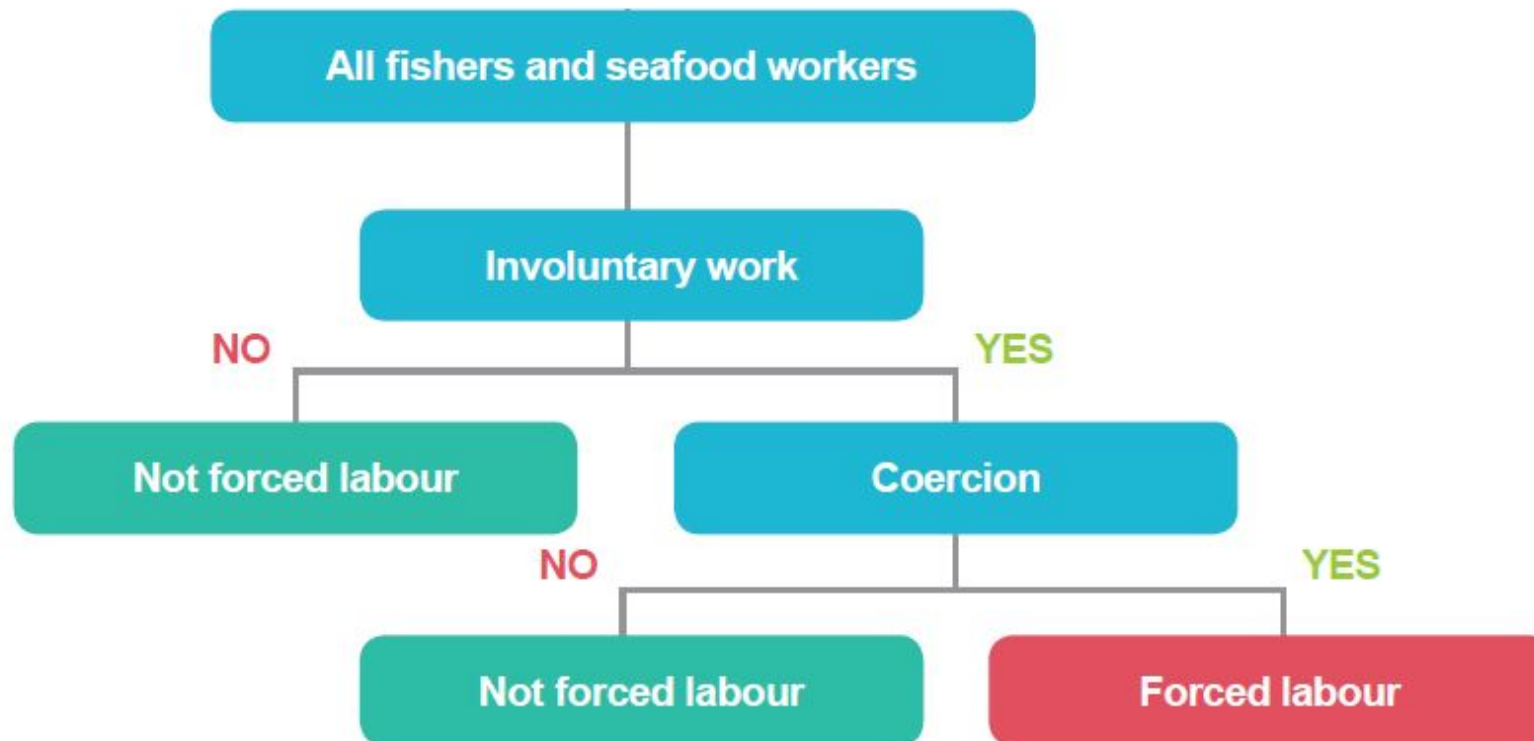 All fishers and seafood workers
Involuntary work
NO
YES
Not forced labour
Coercion
NO
YES
Not forced labour
Forced labour